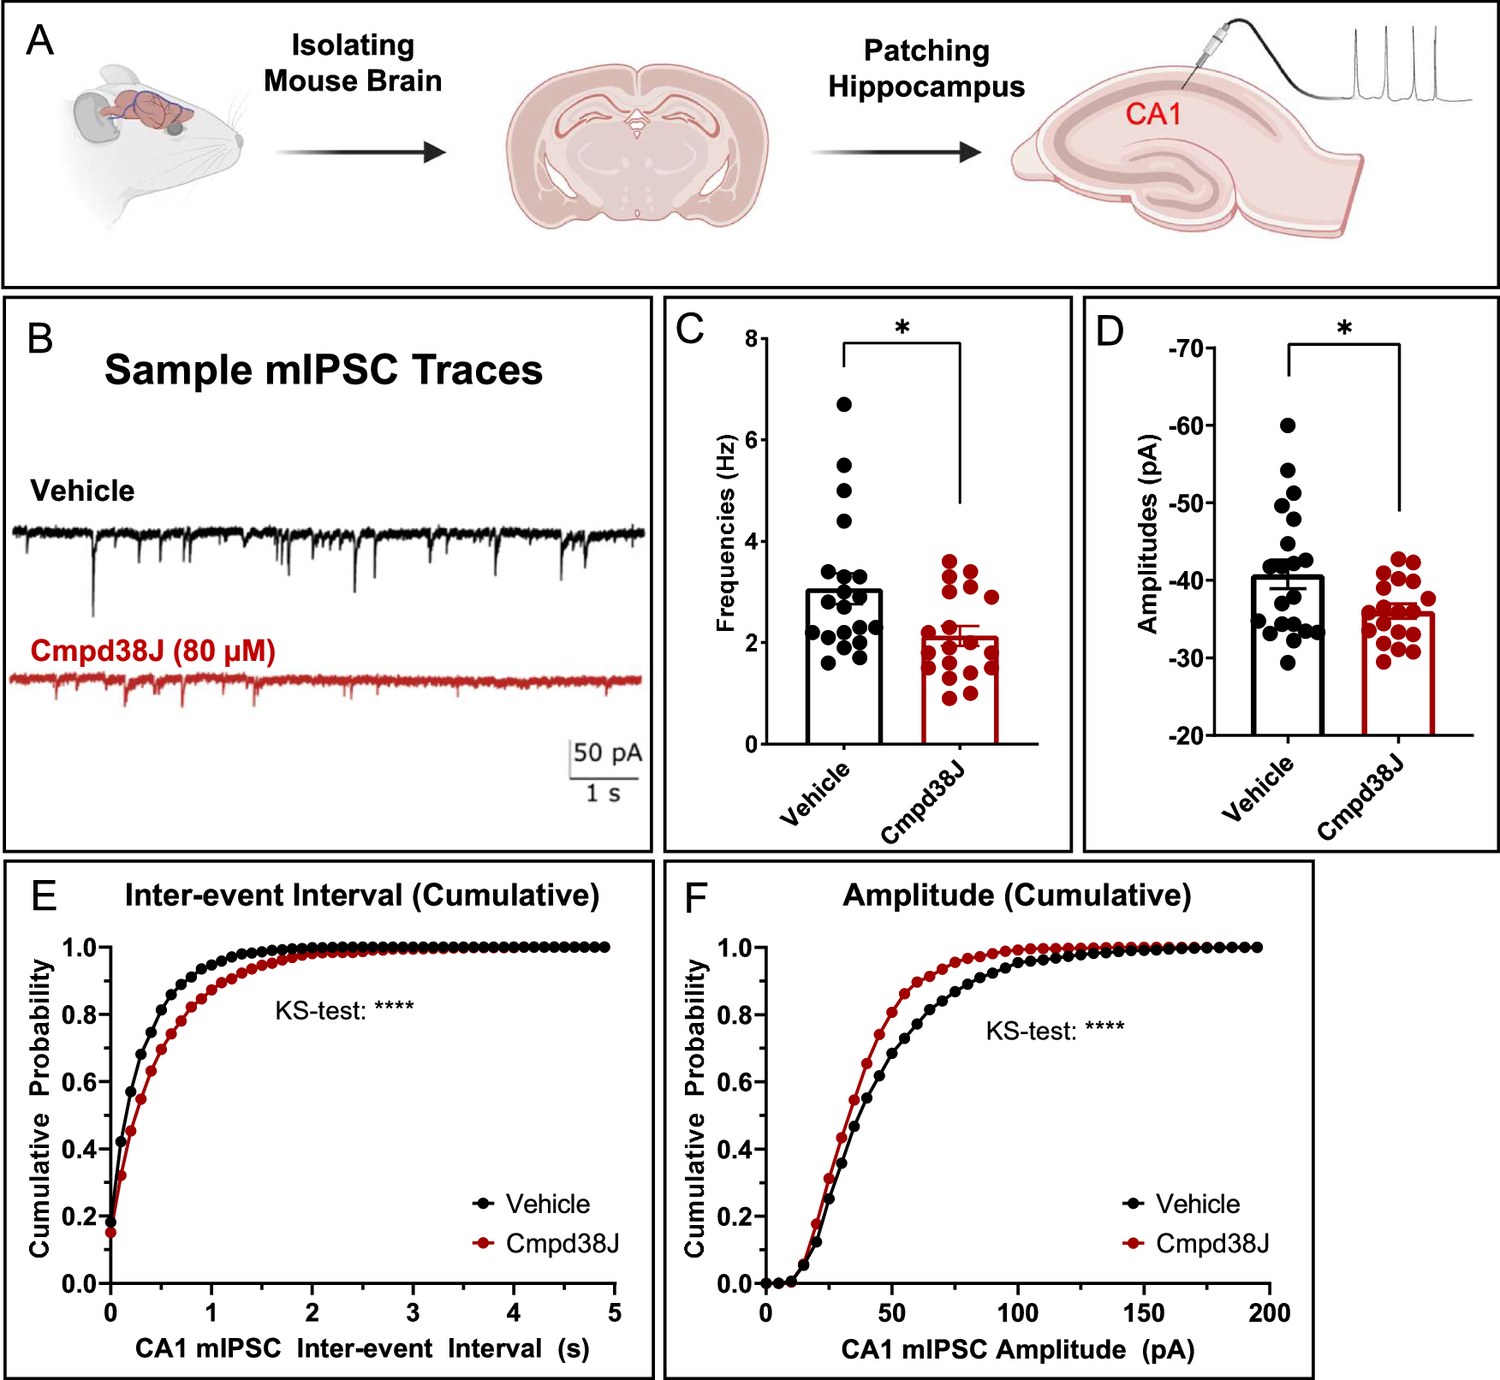 A
Isolating
Mouse Brain
Patching
Hippocampus
CA1
B
Sample mIPSC Traces
Vehicle
Cmpd38J (80 µM)
50 pA
1 s
C
*
8
6
4
2
0
Frequencies (Hz)
Vehicle
Cmpd38J
D
*
-70
-60
-50
-40
-30
-20
Amplitudes (pA)
Vehicle
Cmpd38J
E
Inter-event Interval (Cumulative)
1.0
0.8
0.6
0.4
0.2
0.0
Cumulative Probability
KS-test: ****
Vehicle
Cmpd38J
0 1 2 3 4 5
CA1 mIPSC Inter-event Interval (s)
F
Amplitude (Cumulative)
1.0
0.8
0.6
0.4
0.2
0.0
Cumulative Probability
KS-test: ****
Vehicle
Cmpd38J
0 50 100 150 200
CA1 mIPSC Amplitude (pA)